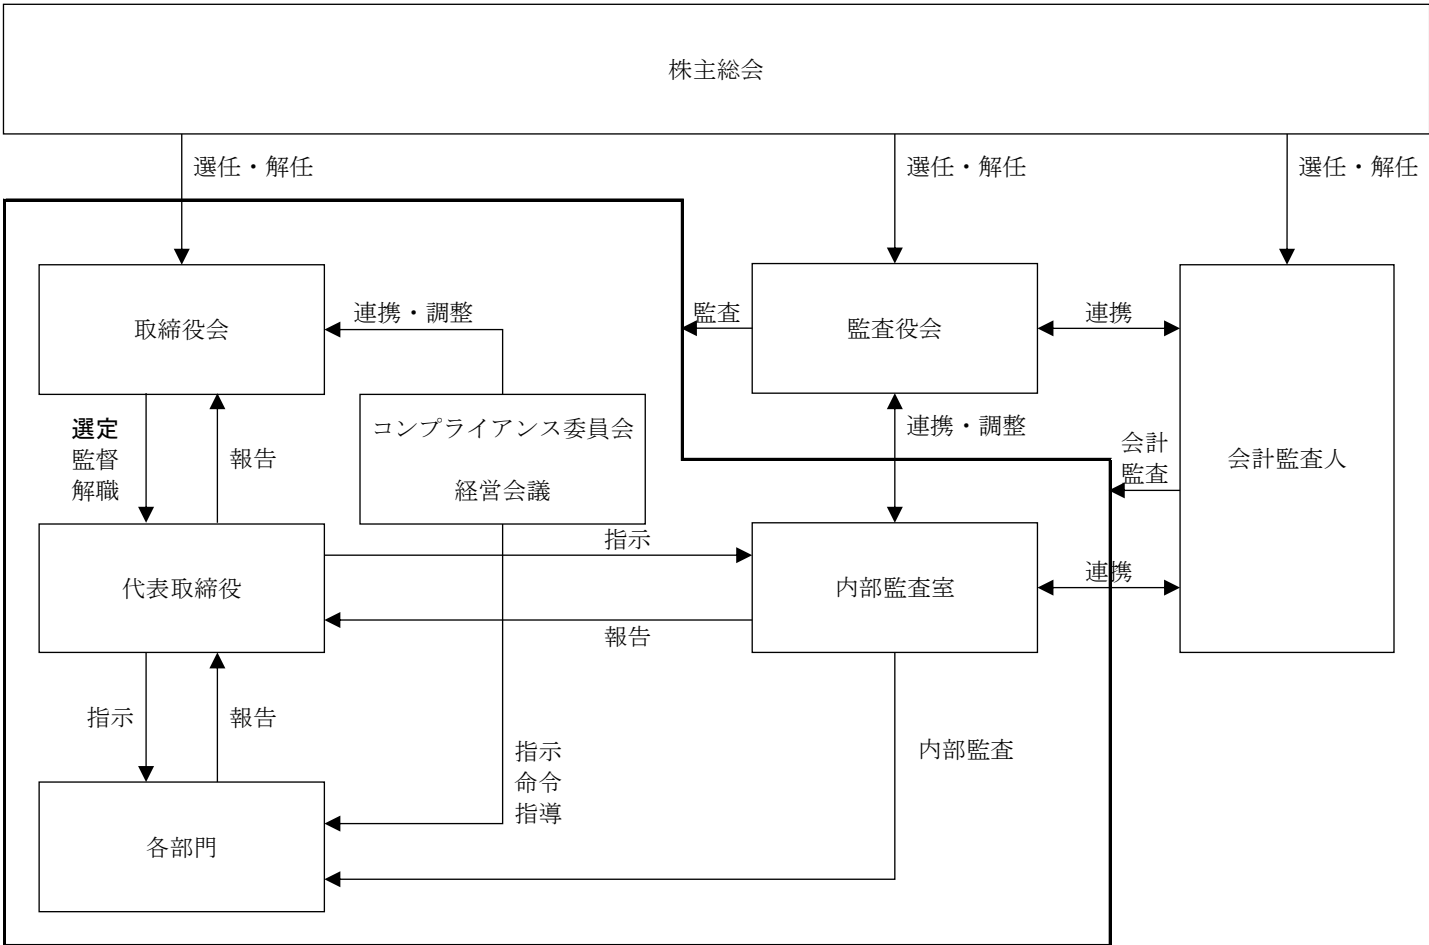 株主総会
選任・解任
選任・解任
選任・解任
取締役会
連携・調整
監査
監査役会
連携
選定
監督
解職
報告
コンプライアンス委員会
経営会議
連携・調整
会計
監査
会計監査人
代表取締役
指示
報告
内部監査室
連携
指示
報告
指示
命令
指導
内部監査
各部門